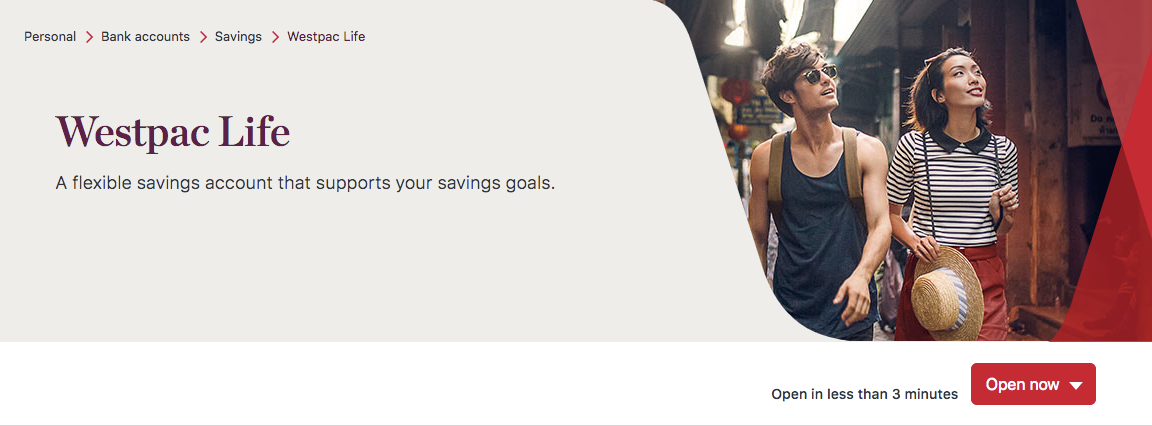 Personal > Bank accounts > Savings > Westpac Life
Westpac Life
A flexible savings account that supports your savings goals.
Open in less than 3 minutes
Open now